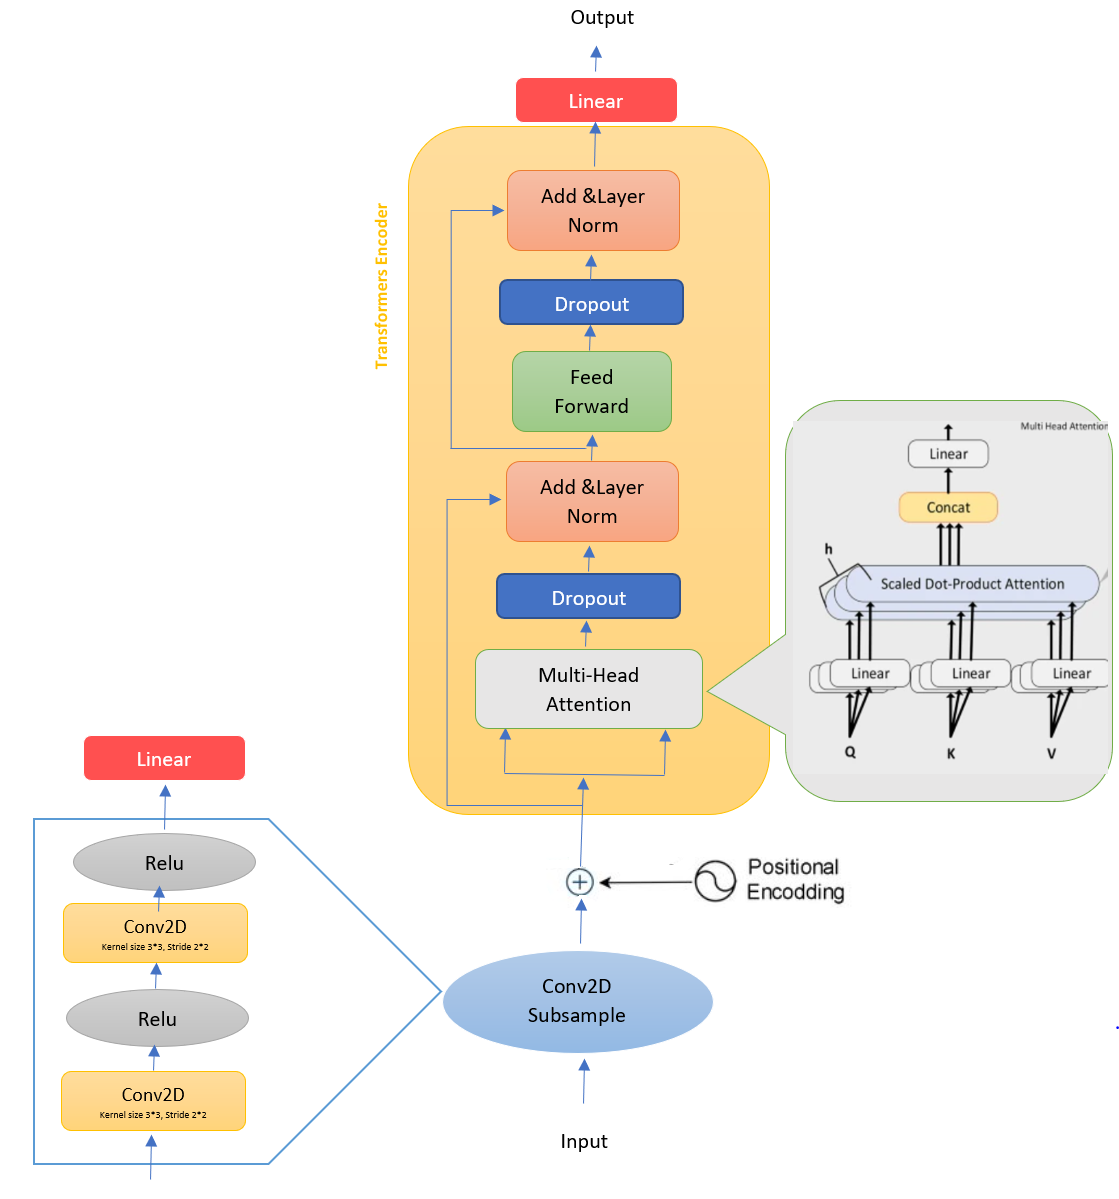 Output
Linear
Add &Layer
Norm
Dropout
Transformers Encoder
Feed
Forward
Add &Layer
Norm
Dropout
Multi-Head
Attention
Multi Head Attention
Linear
Concat
h
Scaled Dot-Product Attention
Linear
Linear
Linear
Q
K
V
Linear
Relu
Conv2D
Kernel size 3*3, Stride 2*2
Relu
Conv2D
Kernel size 3*3, Stride 2*2
Positional
Encodding
Conv2D
Subsample
Input